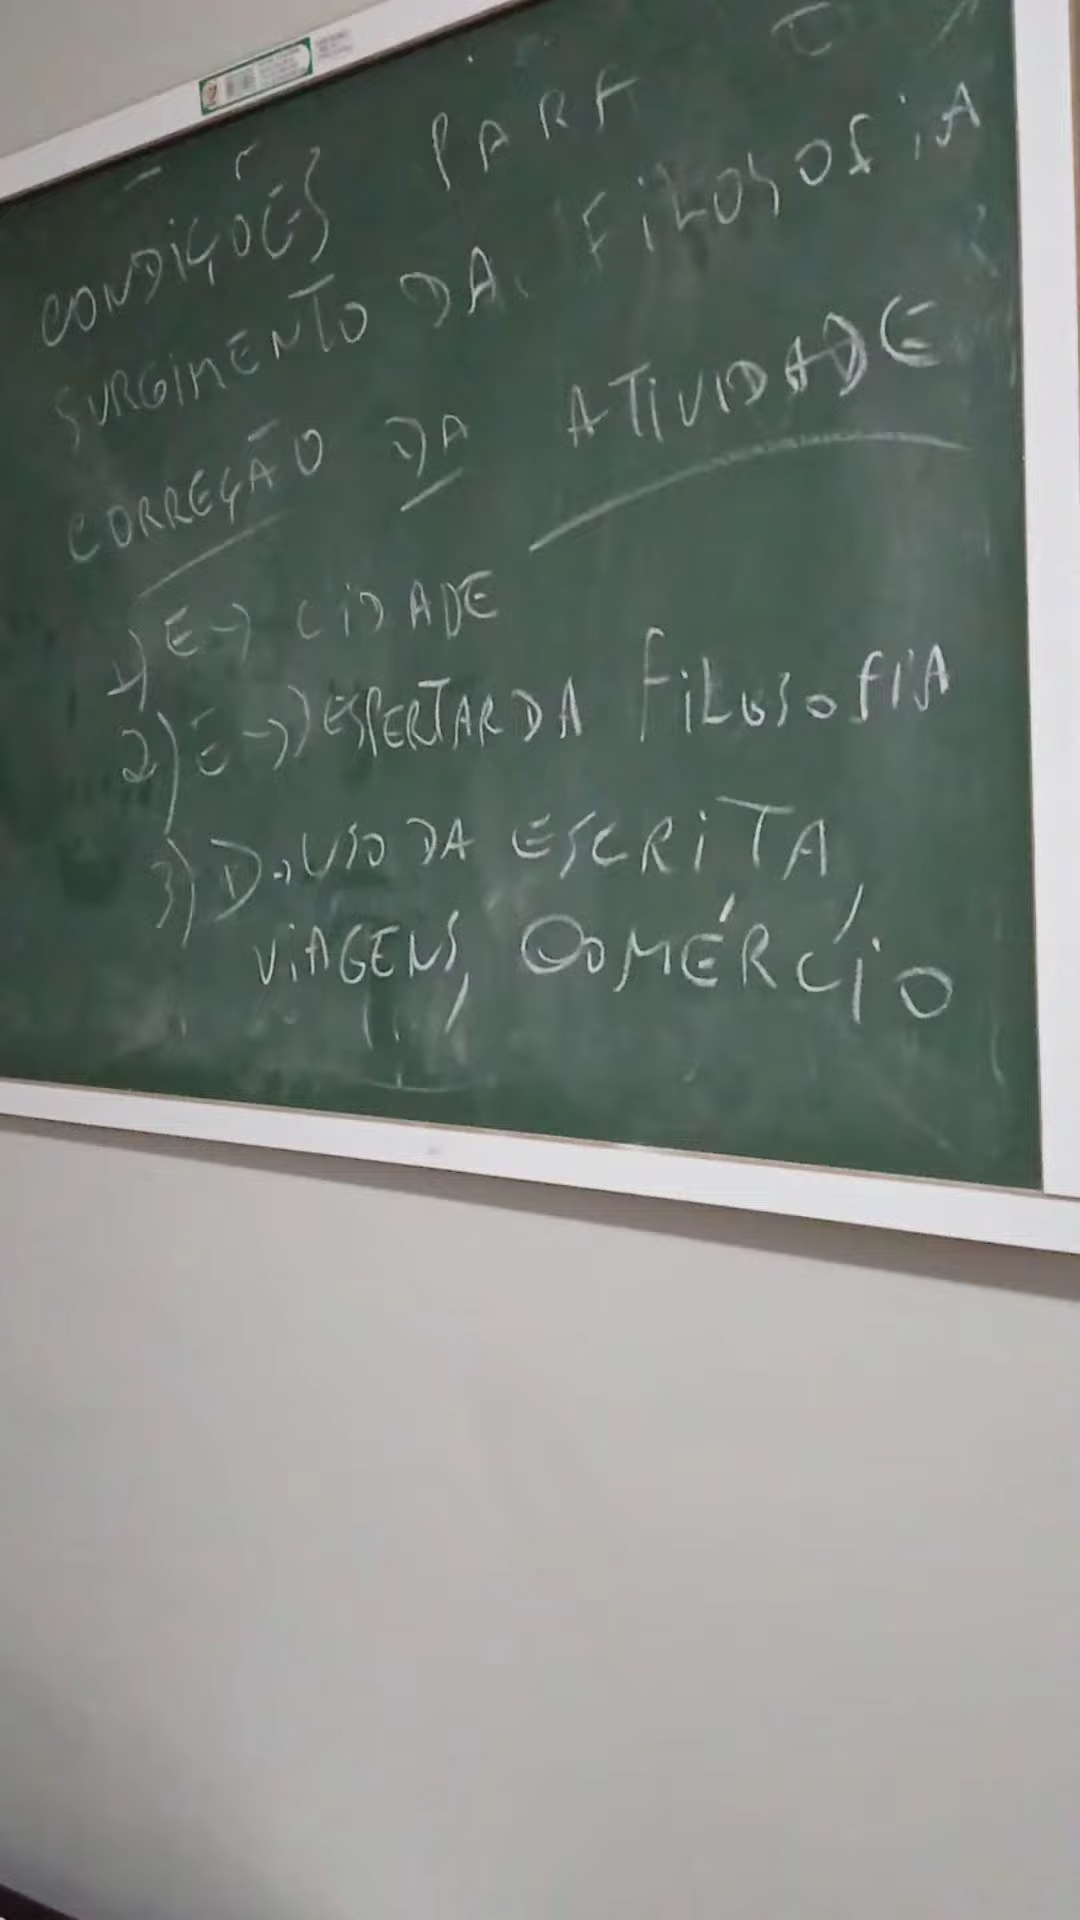 CONDIÇÕES PARA O
SURGIMENTO DA FILOSOFIA
CORREÇÃO DA ATIVIDADE
1) E → CIDADE
2) E → DESPERTAR DA FILOSOFIA
3) D → USO DA ESCRITA,
VIAGENS, COMÉRCIO